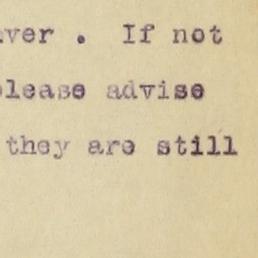 ver . If not
lease advise
they are still